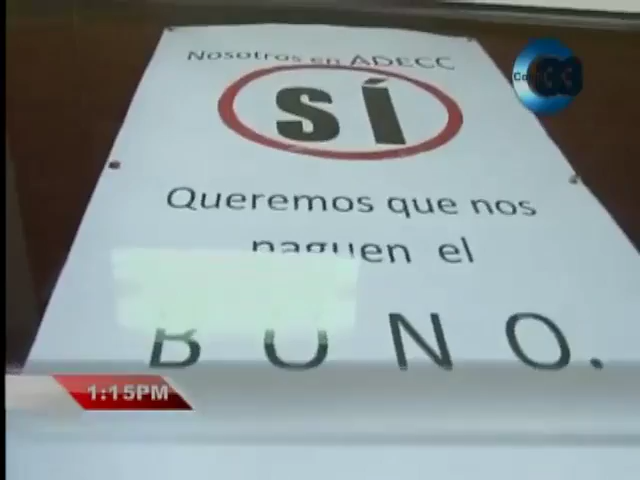 Nosotros en ADECC
SÍ
Queremos que nos
paguen el
BONO.
1:15PM